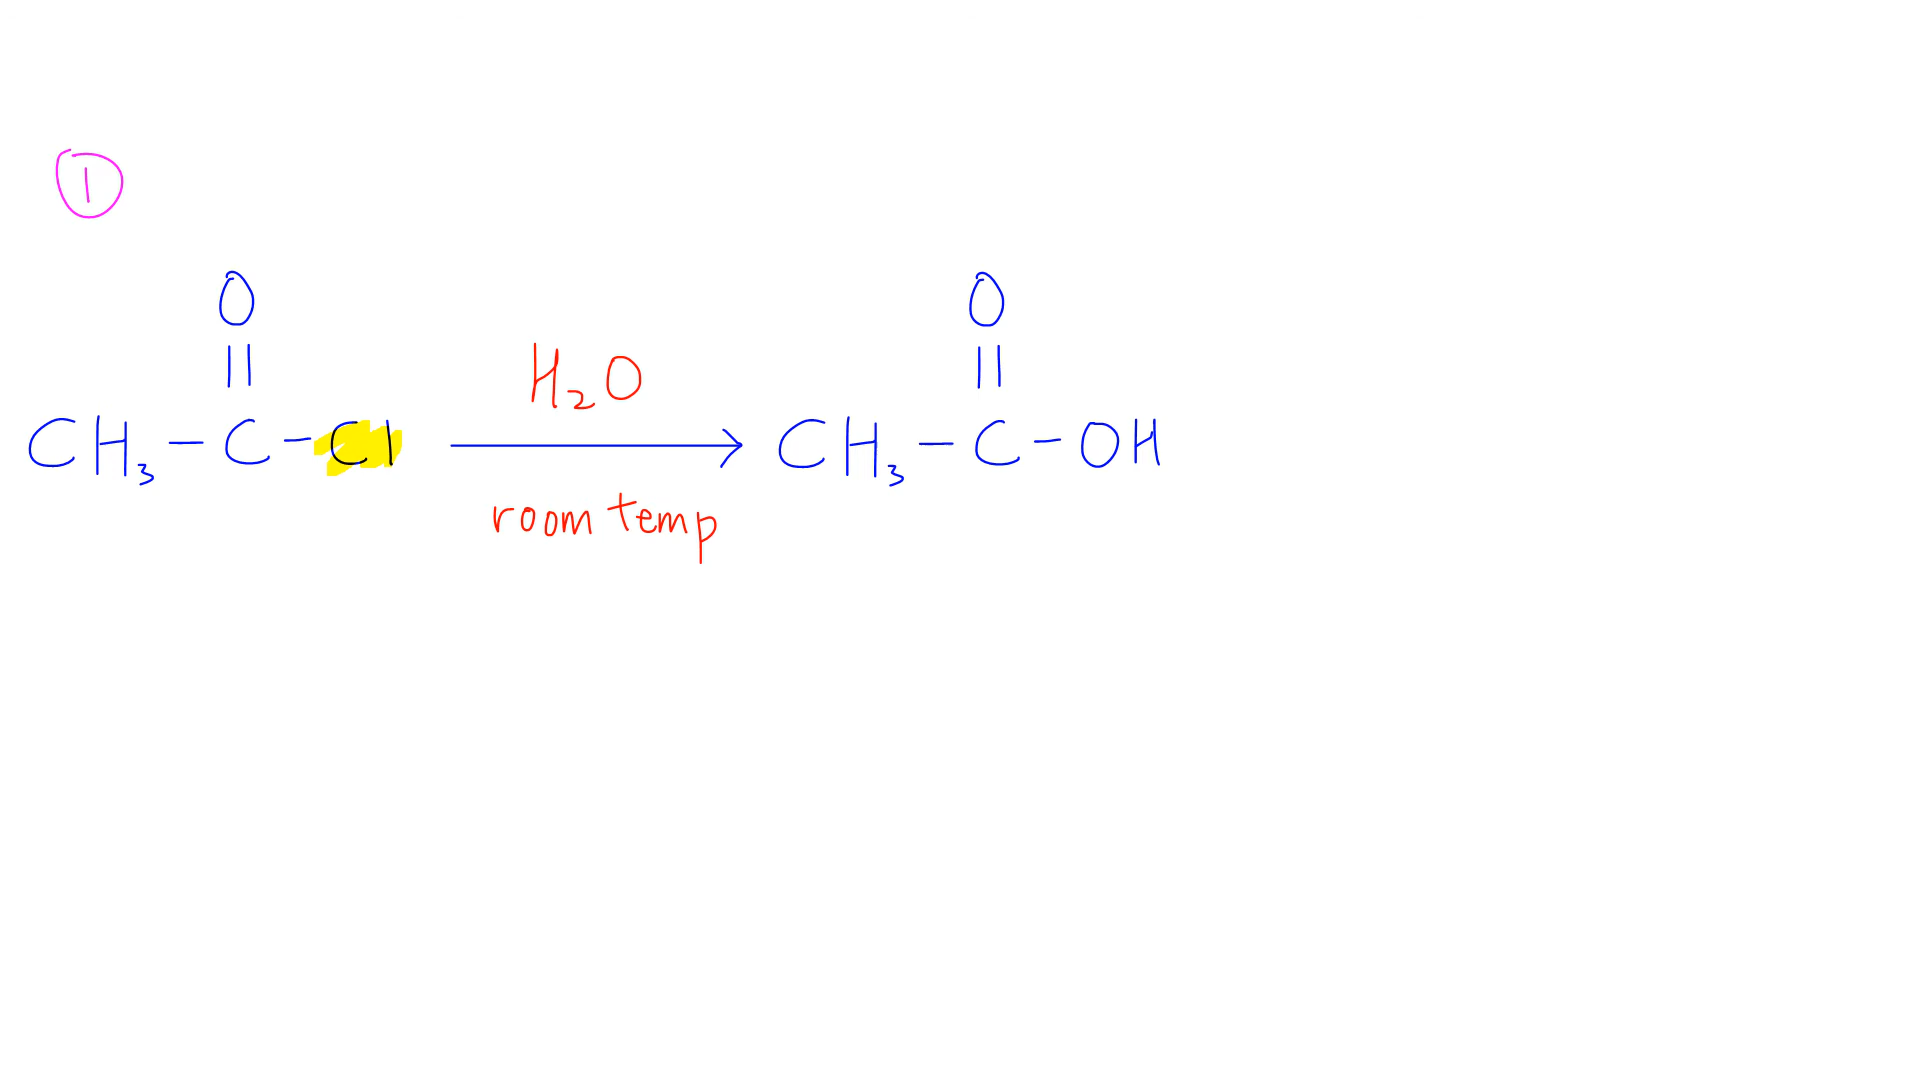 ①
O O
|| H₂O ||
CH₃-C-Cl → CH₃-C-OH
room temp